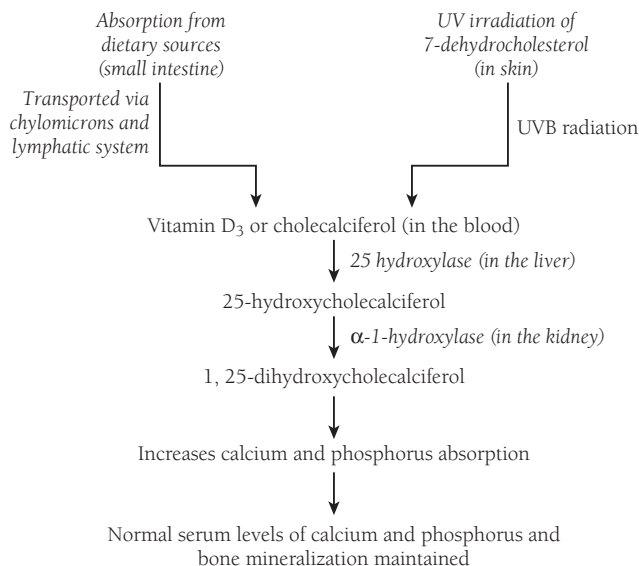 Absorption from
dietary sources
(small intestine)
UV irradiation of
7-dehydrocholesterol
(in skin)
Transported via
chylomicrons and
lymphatic system
UVB radiation
Vitamin D3 or cholecalciferol (in the blood)
25 hydroxylase (in the liver)
25-hydroxycholecalciferol
α-1-hydroxylase (in the kidney)
1, 25-dihydroxycholecalciferol
Increases calcium and phosphorus absorption
Normal serum levels of calcium and phosphorus and
bone mineralization maintained